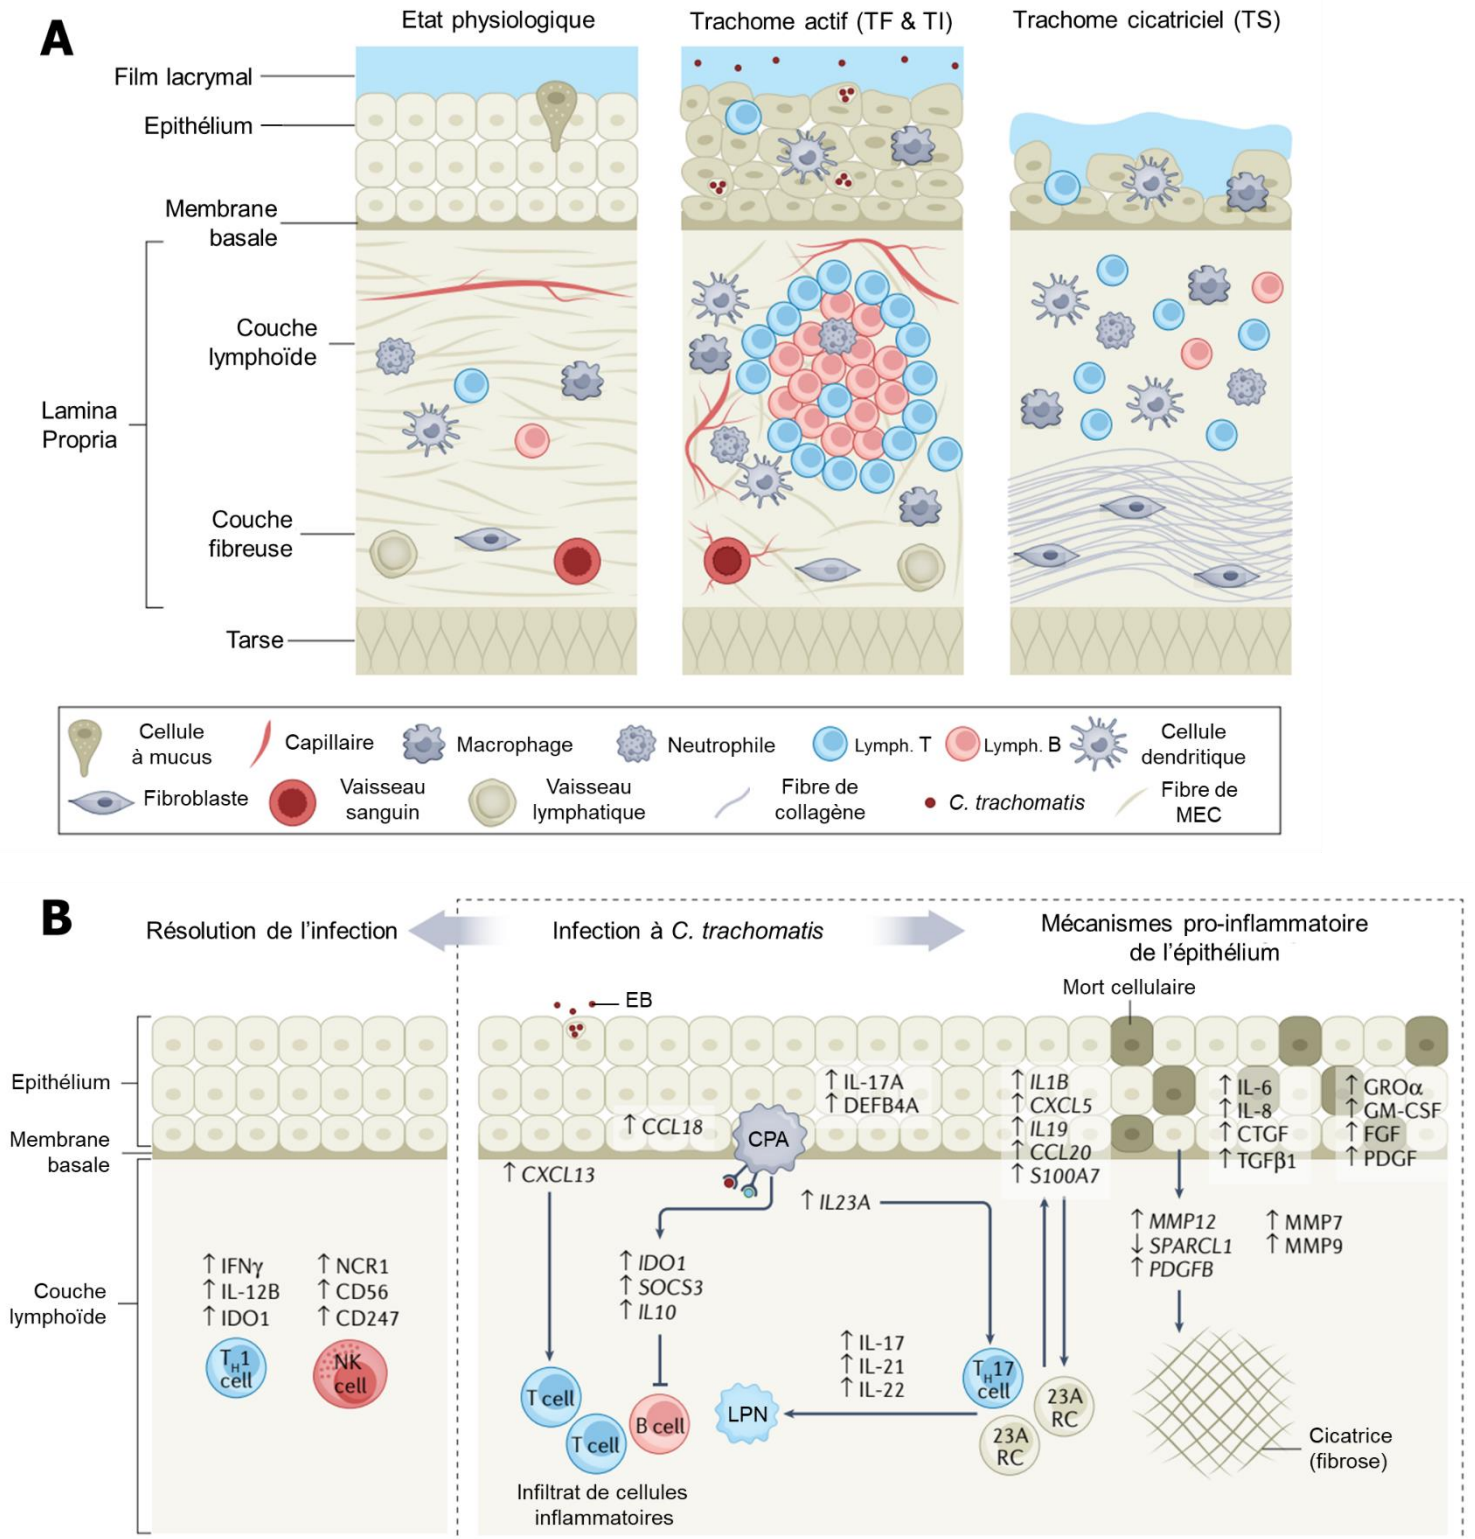 A
Etat physiologique
Trachome actif (TF & TI)
Trachome cicatriciel (TS)
Film lacrymal
Epithélium
Membrane
basale
Couche
lymphoïde
Lamina
Propria
Couche
fibreuse
Tarse
Cellule
à mucus
Capillaire
Macrophage
Neutrophile
Lymph. T
Lymph. B
Cellule
dendritique
Fibroblaste
Vaisseau
sanguin
Vaisseau
lymphatique
Fibre de
collagène
C. trachomatis
Fibre de
MEC
B
Résolution de l'infection
Infection à C. trachomatis
Mécanismes pro-inflammatoire
de l'épithélium
Mort cellulaire
EB
Epithélium
Membrane
basale
Couche
lymphoïde
↑ IFNγ
↑ IL-12B
↑ IDO1
↑ NCR1
↑ CD56
↑ CD247
TH1
cell
NK
cell
↑ CCL18
CPA
↑ IL-17A
↑ DEFB4A
↑ IL1B
↑ CXCL5
↑ IL19
↑ CCL20
↑ S100A7
↑ IL-6
↑ IL-8
↑ CTGF
↑ TGFβ1
↑ GROα
↑ GM-CSF
↑ FGF
↑ PDGF
↑ CXCL13
↑ IL23A
↑ IDO1
↑ SOCS3
↑ IL10
↑ MMP12
↓ SPARCL1
↑ PDGFB
↑ MMP7
↑ MMP9
↑ IL-17
↑ IL-21
↑ IL-22
T cell
T cell
B cell
LPN
TH17
cell
23A
RC
23A
RC
Infiltrat de cellules
inflammatoires
Cicatrice
(fibrose)